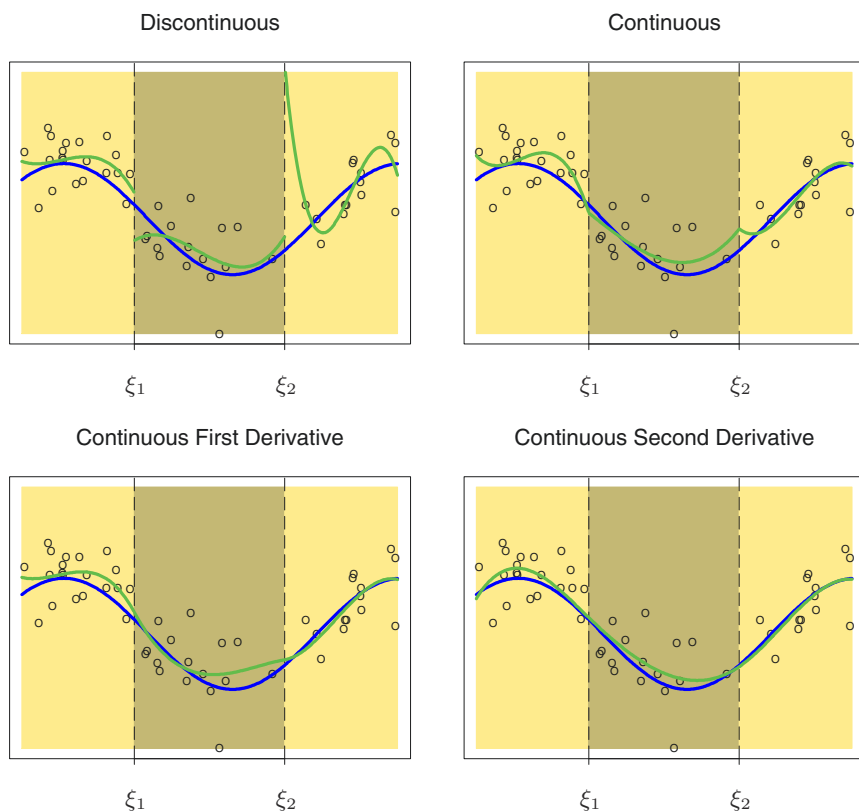 Discontinuous
Continuous
ξ1 ξ2
ξ1 ξ2
Continuous First Derivative
Continuous Second Derivative
ξ1 ξ2
ξ1 ξ2